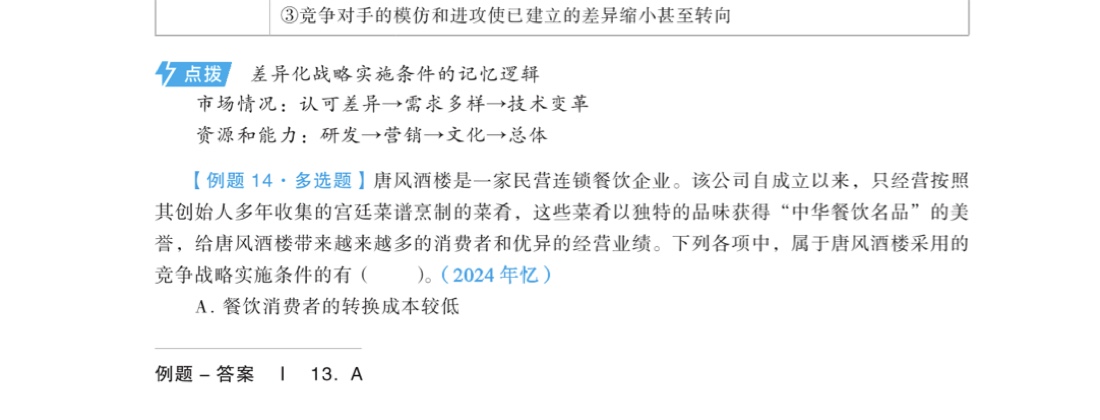 ③竞争对手的模仿和进攻使已建立的差异缩小甚至转向
点拨 差异化战略实施条件的记忆逻辑
市场情况：认可差异→需求多样→技术变革
资源和能力：研发→营销→文化→总体
【例题 14·多选题】唐风酒楼是一家民营连锁餐饮企业。该公司自成立以来，只经营按照
其创始人多年收集的宫廷菜谱烹制的菜肴，这些菜肴以独特的品味获得“中华餐饮名品”的美
誉，给唐风酒楼带来越来越多的消费者和优异的经营业绩。下列各项中，属于唐风酒楼采用的
竞争战略实施条件的有（　　）。（2024 年忆）
A. 餐饮消费者的转换成本较低
例题 – 答案 | 13. A